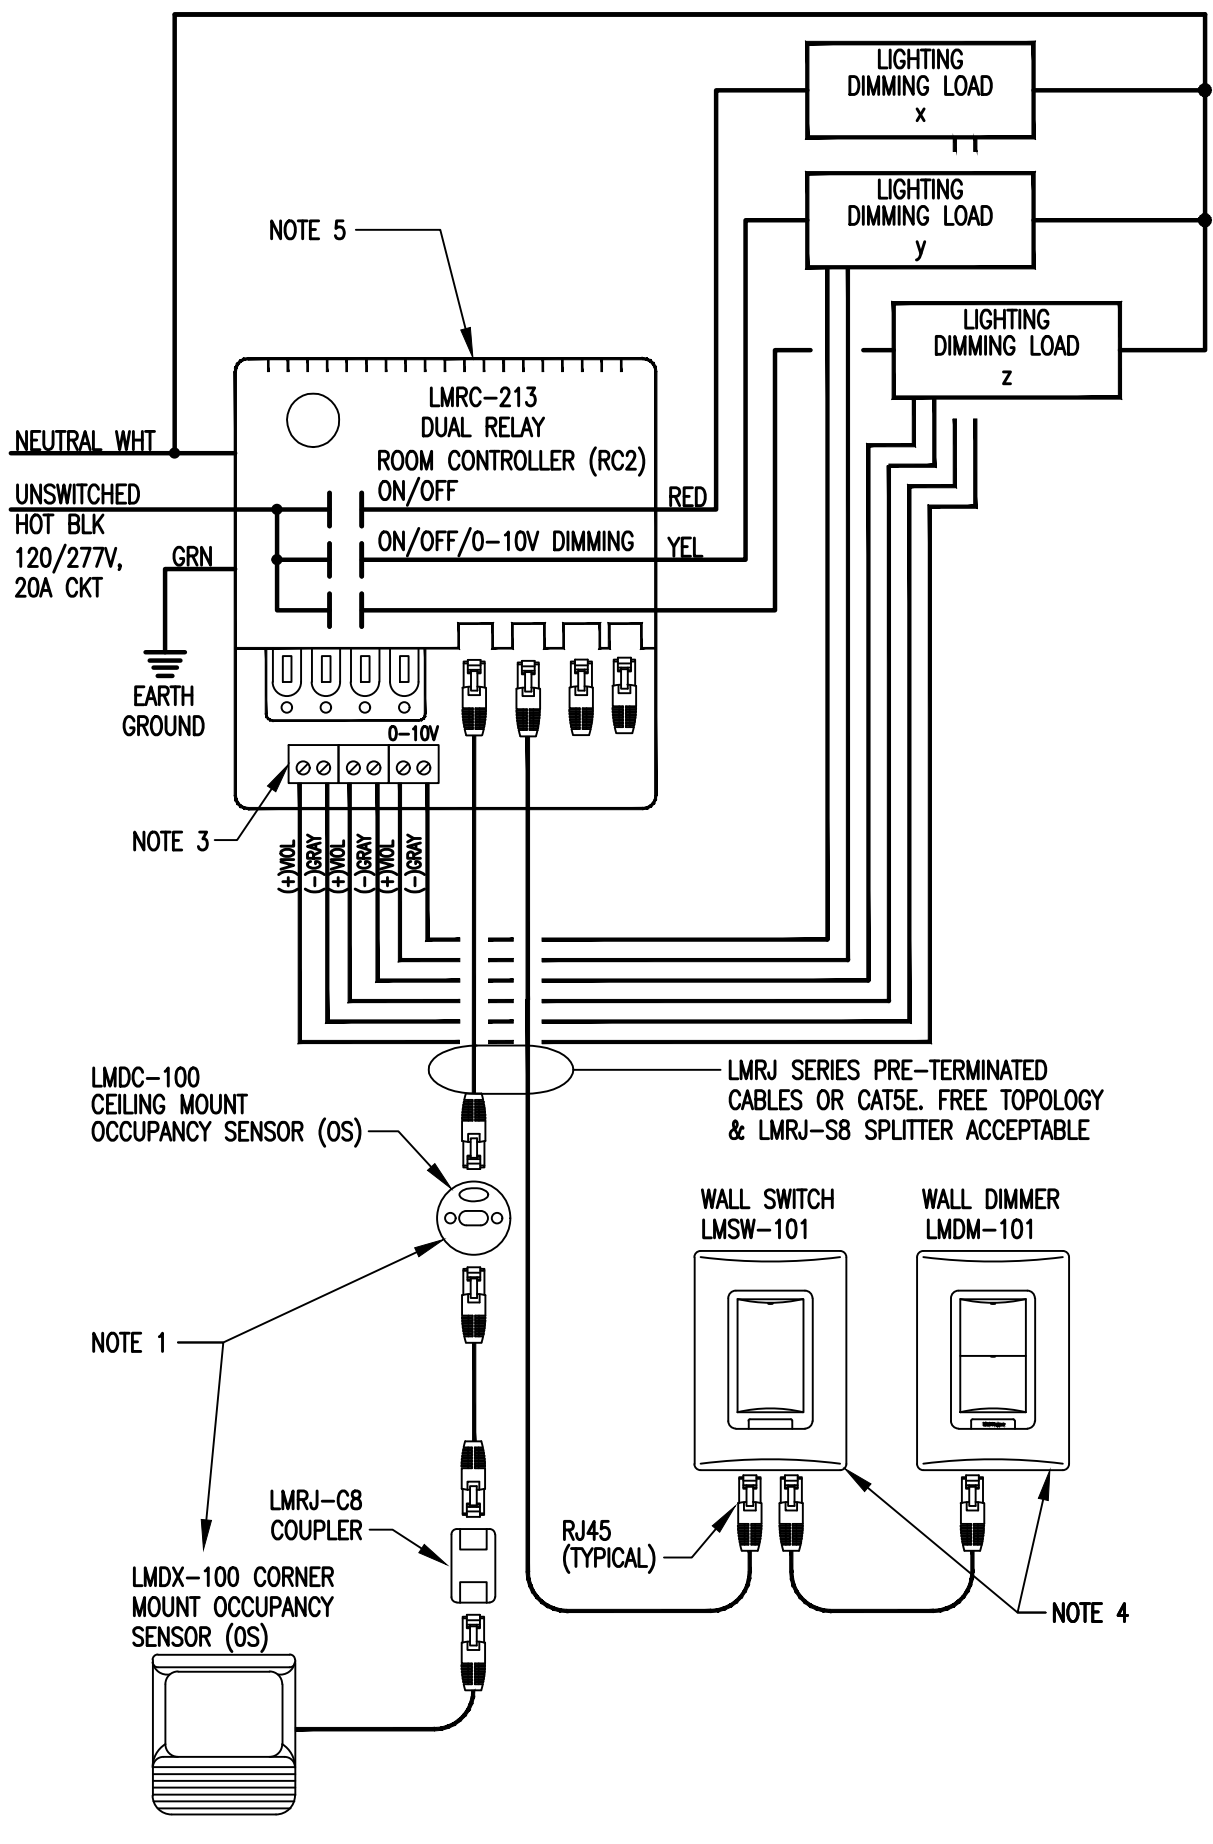 LIGHTING
DIMMING LOAD
x
LIGHTING
DIMMING LOAD
y
NOTE 5
LIGHTING
DIMMING LOAD
z
LMRC-213
DUAL RELAY
ROOM CONTROLLER (RC2)
NEUTRAL WHT
ON/OFF
RED
UNSWITCHED
HOT BLK
120/277V,
20A CKT
GRN
ON/OFF/0-10V DIMMING
YEL
EARTH
GROUND
0-10V
NOTE 3
(+)VIOL
(-)GRAY
(+)VIOL
(-)GRAY
(+)VIOL
(-)GRAY
LMDC-100
CEILING MOUNT
OCCUPANCY SENSOR (OS)
LMRJ SERIES PRE-TERMINATED
CABLES OR CAT5E. FREE TOPOLOGY
& LMRJ-S8 SPLITTER ACCEPTABLE
WALL SWITCH
LMSW-101
WALL DIMMER
LMDM-101
NOTE 1
LMRJ-C8
COUPLER
RJ45
(TYPICAL)
LMDX-100 CORNER
MOUNT OCCUPANCY
SENSOR (OS)
NOTE 4